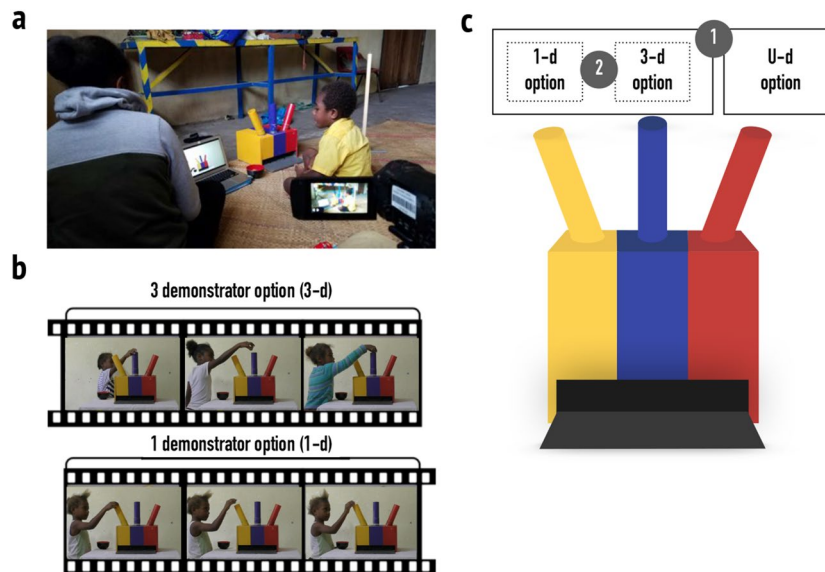 a
b
3 demonstrator option (3-d)
1 demonstrator option (1-d)
c
1
1-d
option
2
3-d
option
U-d
option